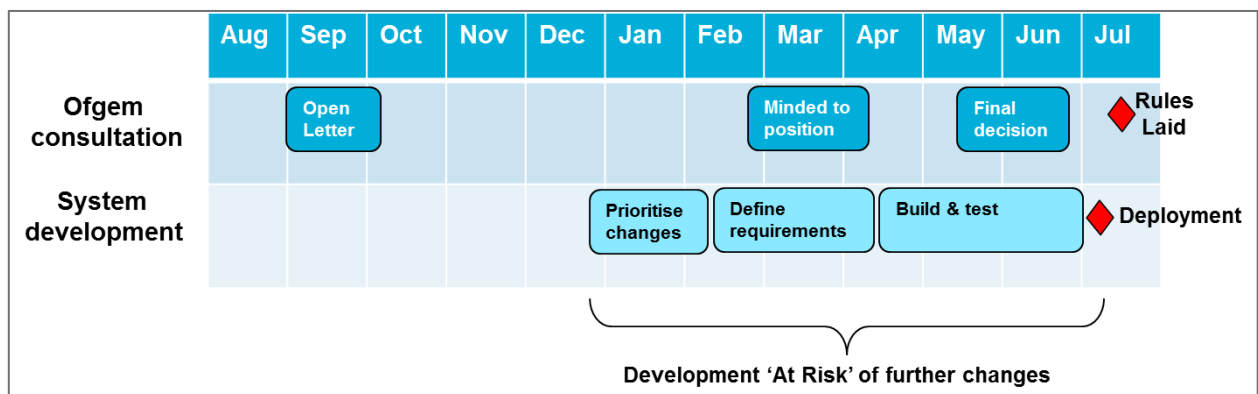 Aug Sep Oct Nov Dec Jan Feb Mar Apr May Jun Jul
Ofgem
consultation
Open
Letter
Minded to
position
Final
decision
Rules
Laid
System
development
Prioritise
changes
Define
requirements
Build & test
Deployment
Development ‘At Risk’ of further changes